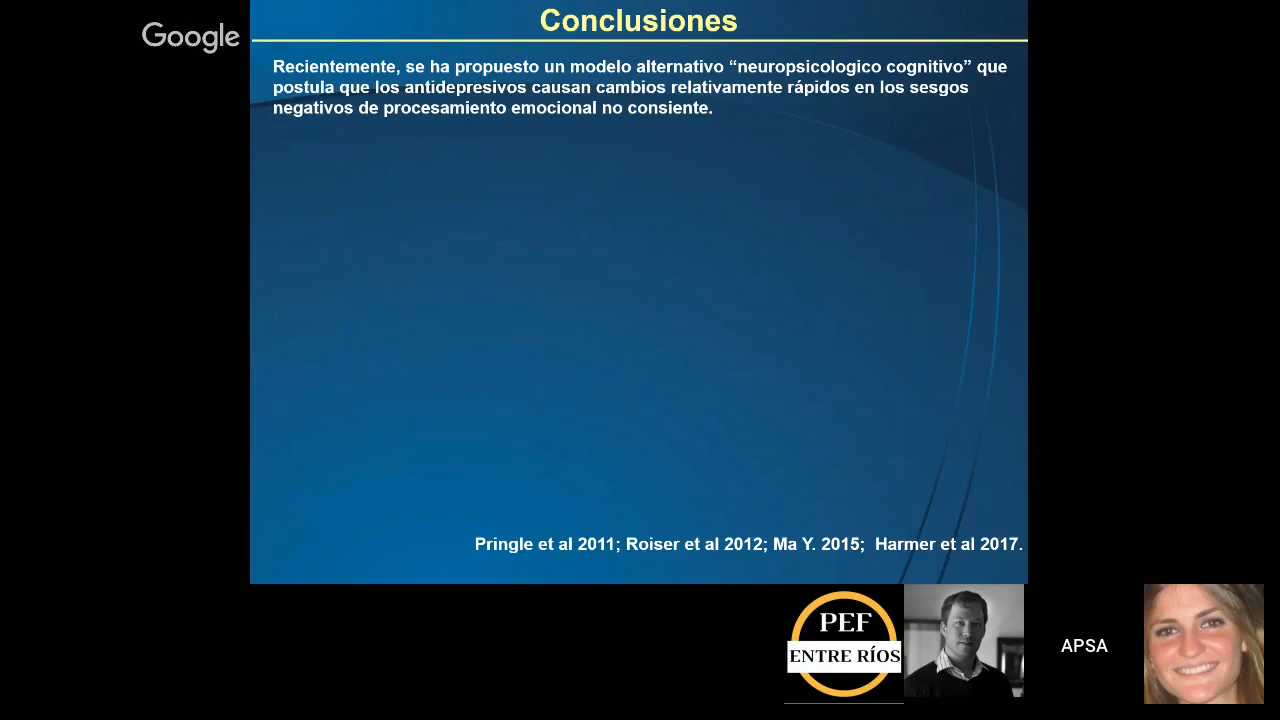 Google
Conclusiones
Recientemente, se ha propuesto un modelo alternativo “neuropsicologico cognitivo” que
postula que los antidepresivos causan cambios relativamente rápidos en los sesgos
negativos de procesamiento emocional no consiente.
Pringle et al 2011; Roiser et al 2012; Ma Y. 2015;  Harmer et al 2017.
PEF
ENTRE RÍOS
APSA